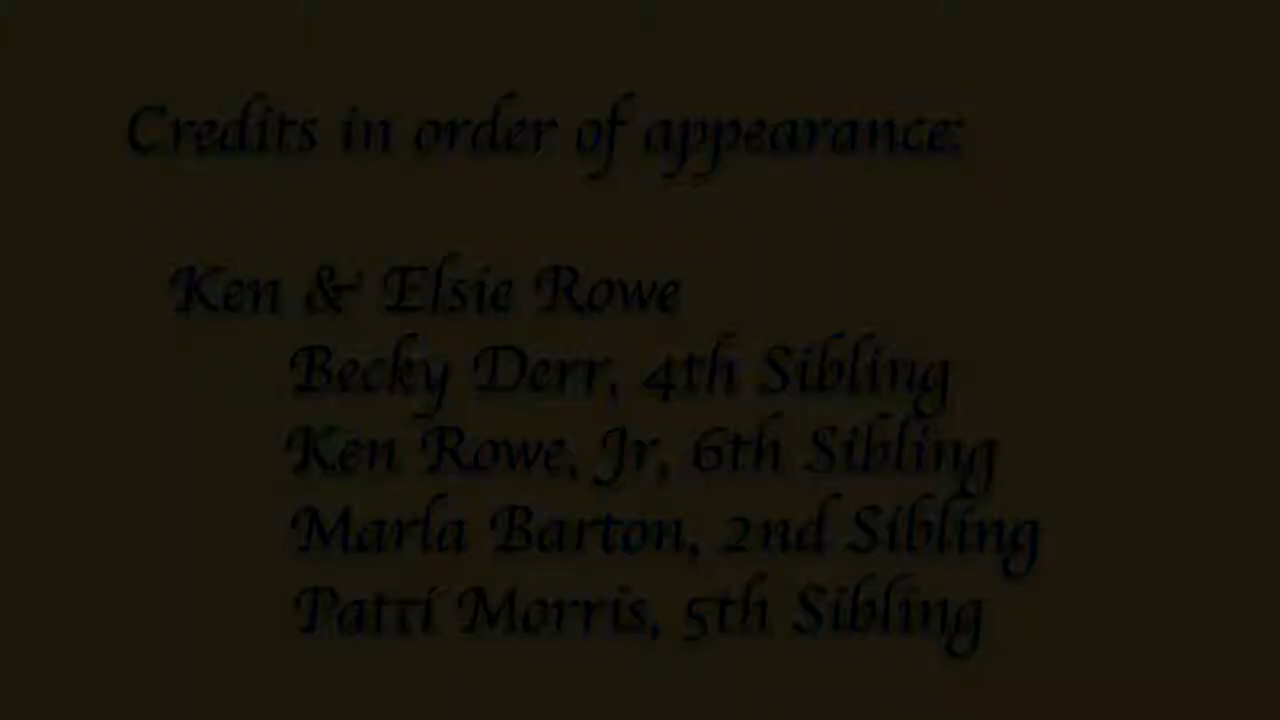 Credits in order of appearance:
Ken & Elsie Rowe
Becky Derr, 4th Sibling
Ken Rowe, Jr, 6th Sibling
Marla Barton, 2nd Sibling
Patti Morris, 5th Sibling